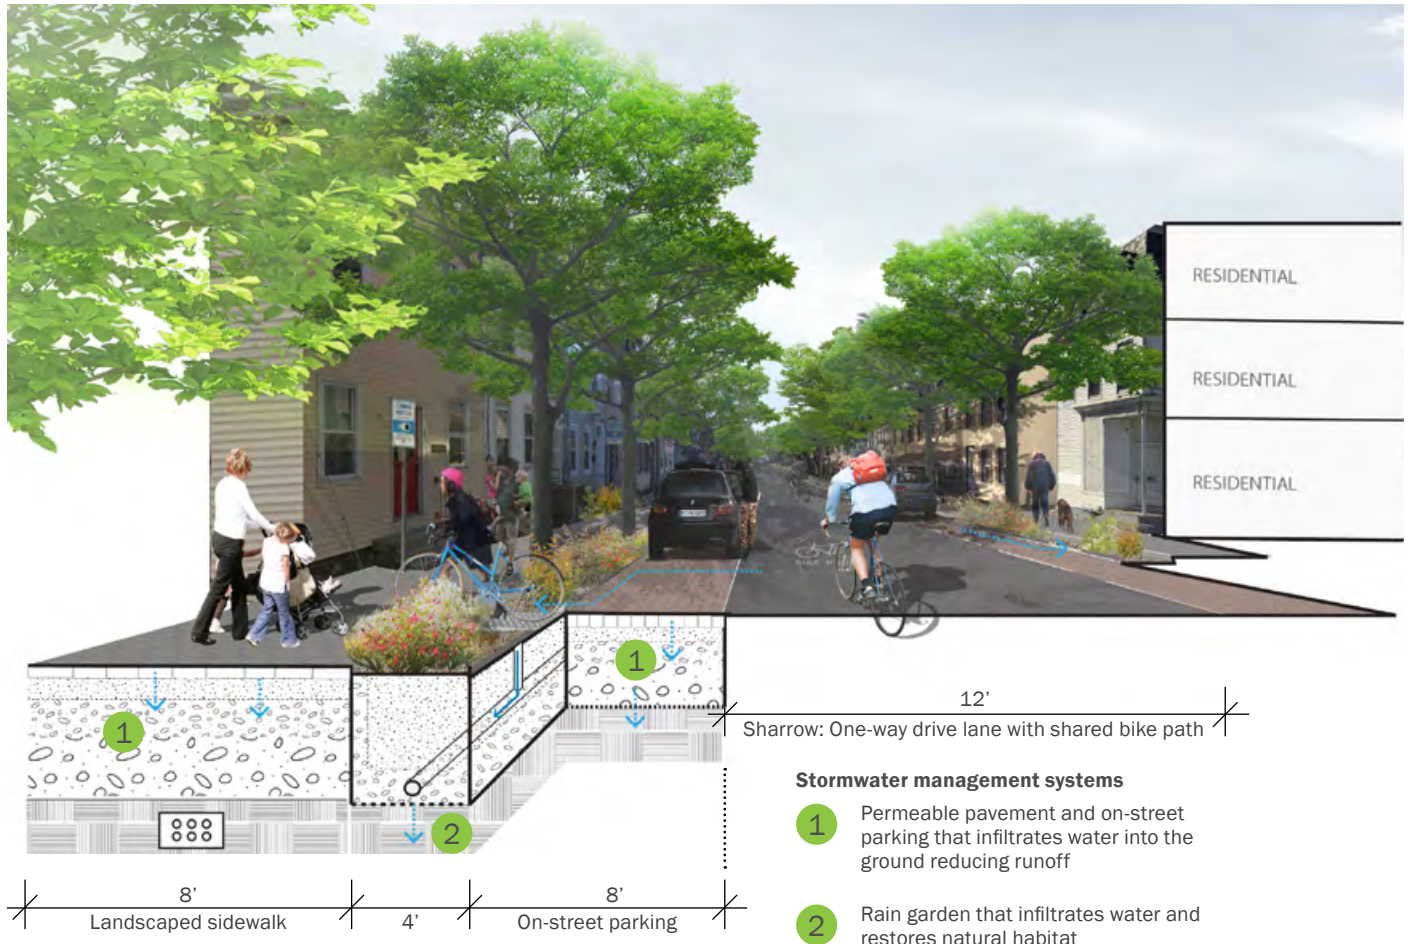 RESIDENTIAL
RESIDENTIAL
RESIDENTIAL
1
1
2
12'
Sharrow: One-way drive lane with shared bike path
8'
Landscaped sidewalk
4'
8'
On-street parking
Stormwater management systems
1
Permeable pavement and on-street
parking that infiltrates water into the
ground reducing runoff
2
Rain garden that infiltrates water and
restores natural habitat